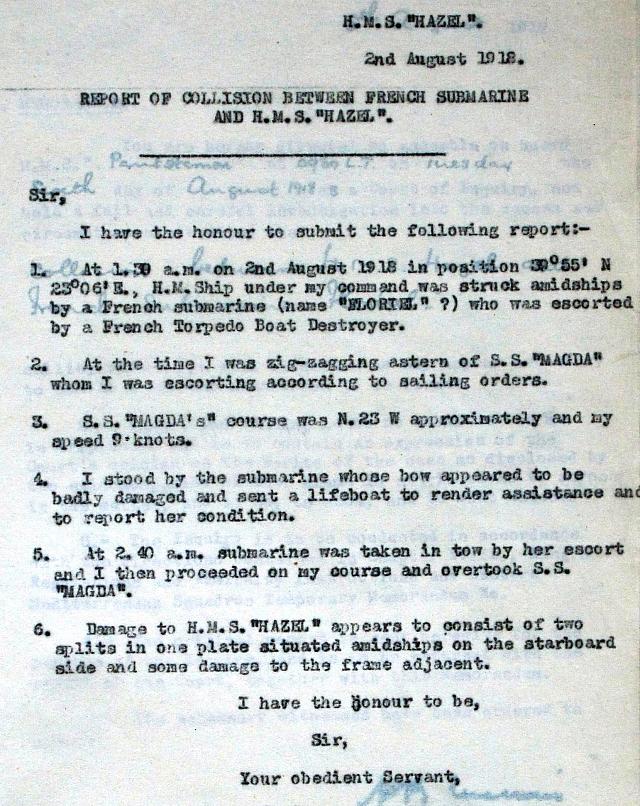 H.M.S. "HAZEL".
2nd August 1918.
REPORT OF COLLISION BETWEEN FRENCH SUBMARINE
AND H.M.S. "HAZEL".
Sir,
I have the honour to submit the following report:-
1. At 1.30 a.m. on 2nd August 1918 in position 39°55' N
23°06'E., H.M.Ship under my command was struck amidships
by a French submarine (name "FLORIEL" ?) who was escorted
by a French Torpedo Boat Destroyer.
2. At the time I was zig-zagging astern of S.S. "MAGDA"
whom I was escorting according to sailing orders.
3. S.S. "MAGDA's" course was N.23 W approximately and my
speed 9 knots.
4. I stood by the submarine whose bow appeared to be
badly damaged and sent a lifeboat to render assistance and
to report her condition.
5. At 2.40 a.m. submarine was taken in tow by her escort
and I then proceeded on my course and overtook S.S.
"MAGDA".
6. Damage to H.M.S. "HAZEL" appears to consist of two
splits in one plate situated amidships on the starboard
side and some damage to the frame adjacent.
I have the honour to be,
Sir,
Your obedient Servant,